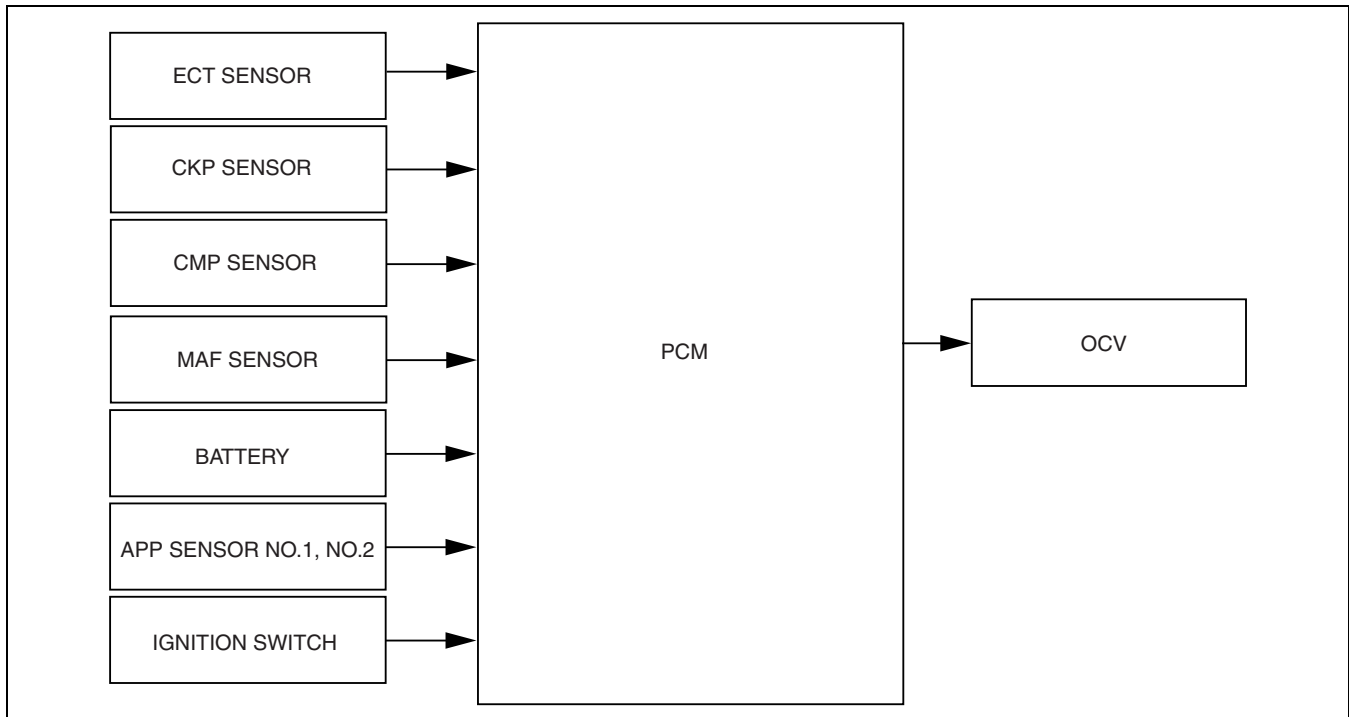 ECT SENSOR
CKP SENSOR
CMP SENSOR
MAF SENSOR
BATTERY
APP SENSOR NO.1, NO.2
IGNITION SWITCH
PCM
OCV